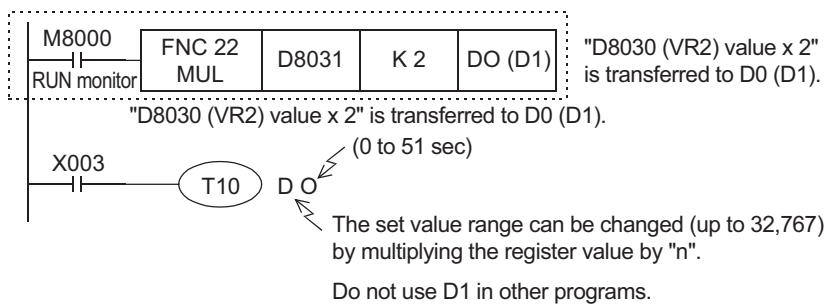 M8000
RUN monitor
FNC 22
MUL
D8031
K 2
DO (D1)
"D8030 (VR2) value x 2"
is transferred to D0 (D1).
"D8030 (VR2) value x 2" is transferred to D0 (D1).
X003
T10
D O
(0 to 51 sec)
The set value range can be changed (up to 32,767)
by multiplying the register value by "n".
Do not use D1 in other programs.